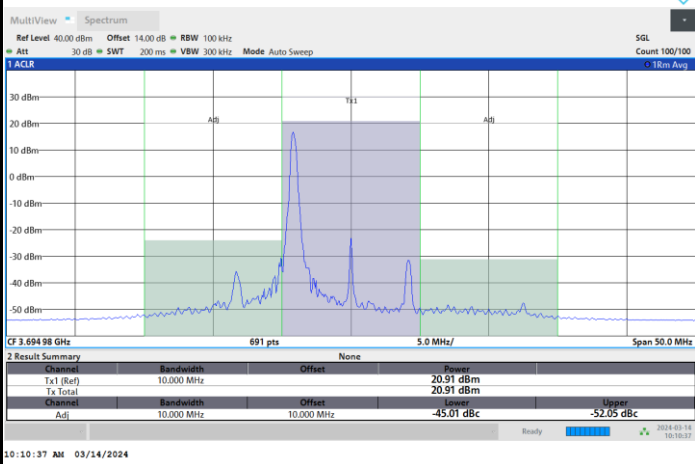 MultiView Spectrum
Ref Level 40.00 dBm Offset 14.00 dB RBW 100 kHz SGL
Att 30 dB SWT 200 ms VBW 300 kHz Mode Auto Sweep Count 100/100
1 ACLR 1Rm Avg
30 dBm
Tx1
20 dBm Adj Adj
10 dBm
0 dBm
-10 dBm
-20 dBm
-30 dBm
-40 dBm
-50 dBm
CF 3.694 98 GHz 691 pts 5.0 MHz/ Span 50.0 MHz
2 Result Summary None
Channel Bandwidth Offset Power
Tx1 (Ref) 10.000 MHz 20.91 dBm
Tx Total 20.91 dBm
Channel Bandwidth Offset Lower Upper
Adj 10.000 MHz 10.000 MHz -45.01 dBc -52.05 dBc
Ready 2024-03-14
10:10:37
10:10:37 AM 03/14/2024